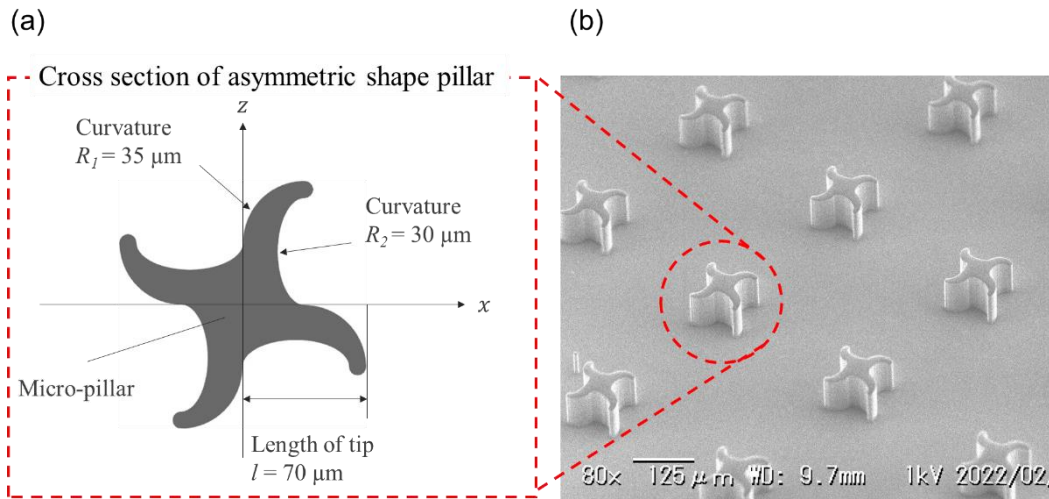 (a)
(b)
Cross section of asymmetric shape pillar
z
Curvature
R₁ = 35 μm
Curvature
R₂ = 30 μm
x
Micro-pillar
Length of tip
l = 70 μm
80x 125μm WD: 9.7mm 1kV 2022/02/